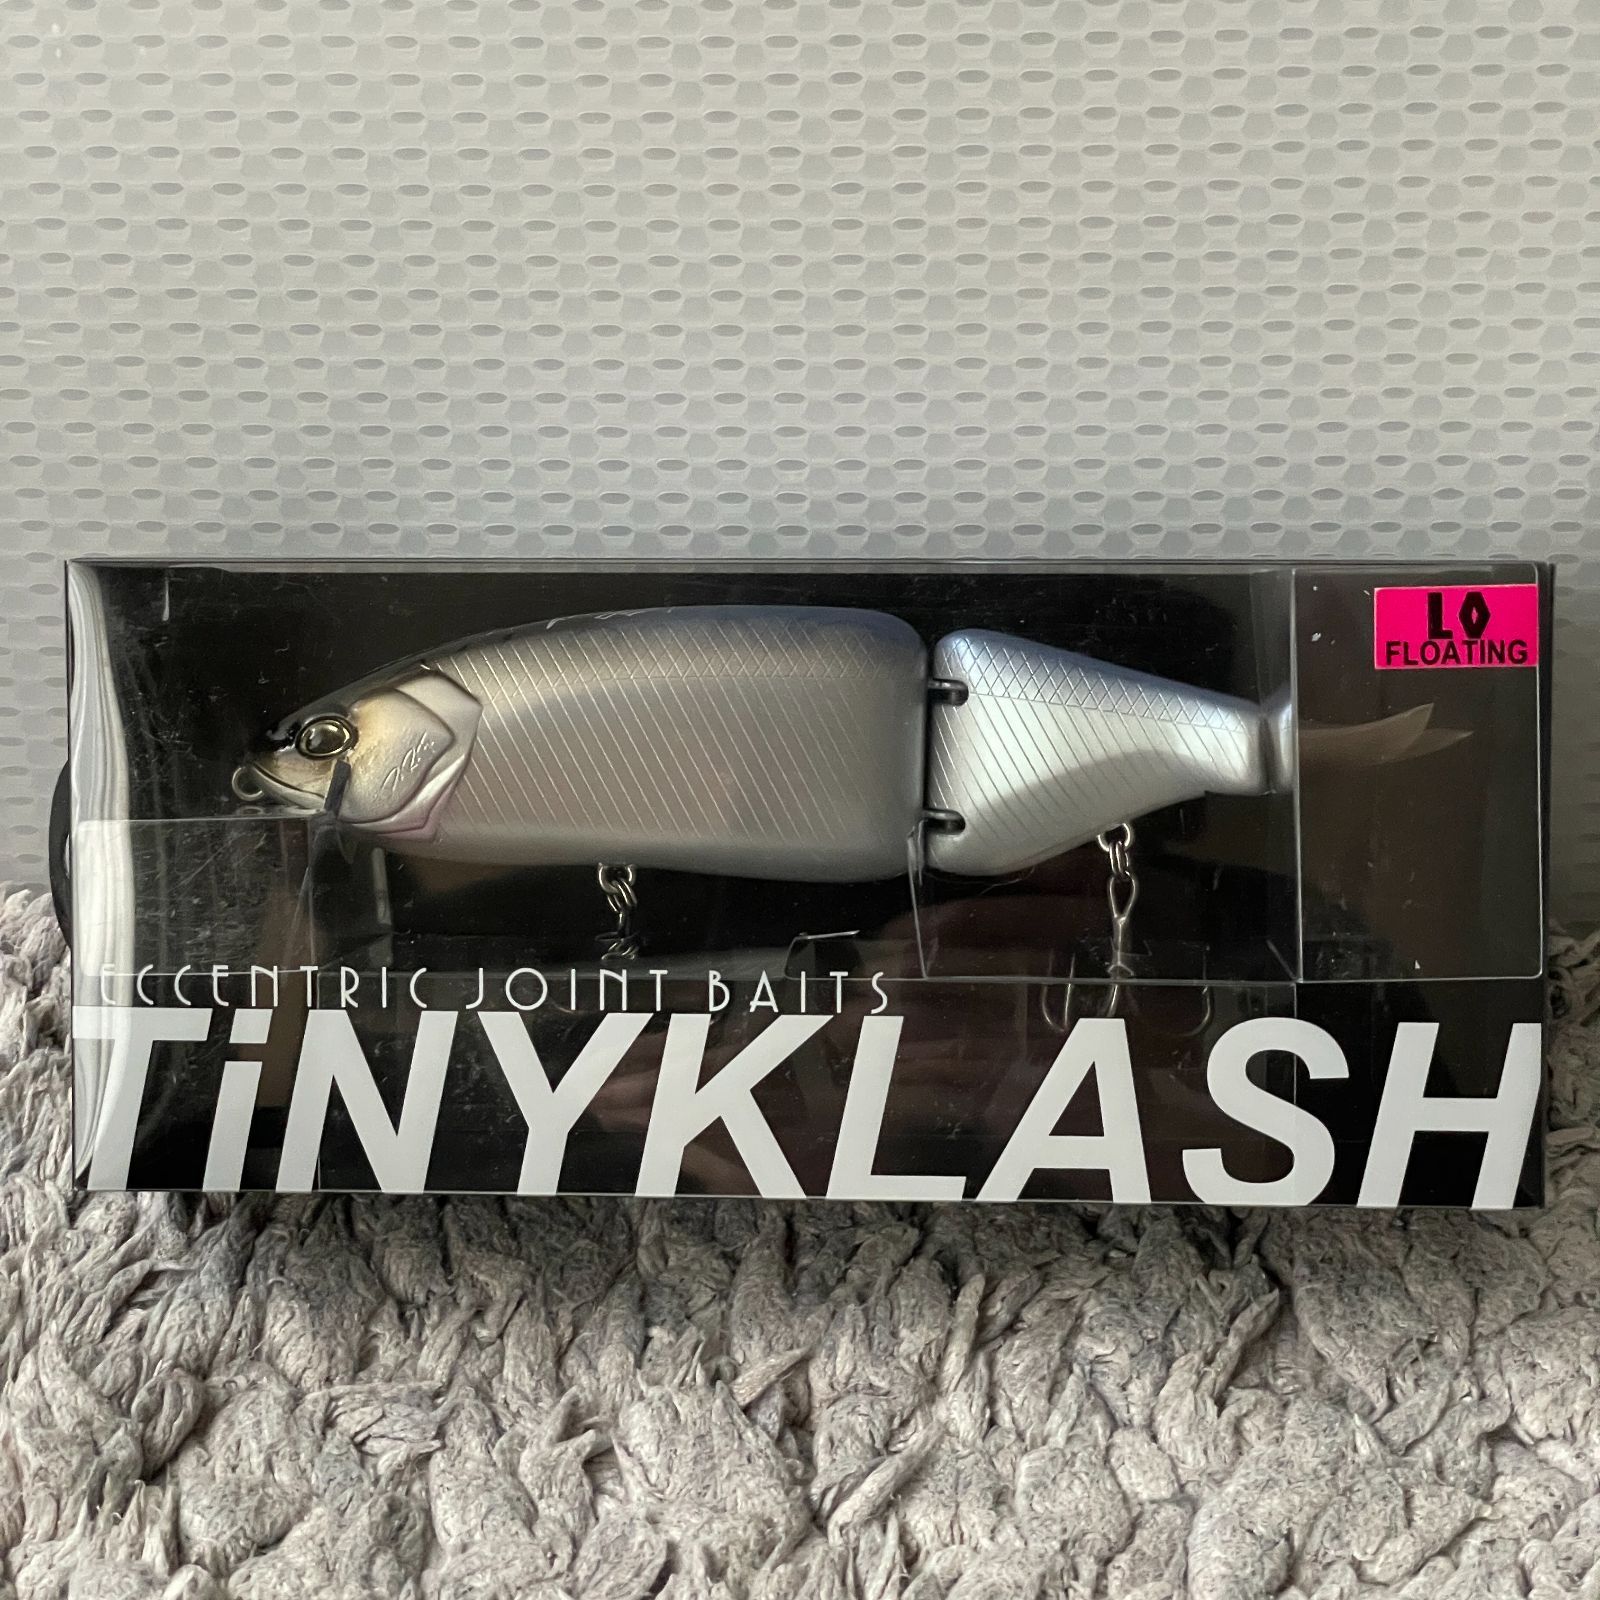 LO
FLOATING
ECCENTRIC JOINT BAITS
TiNYKLASH